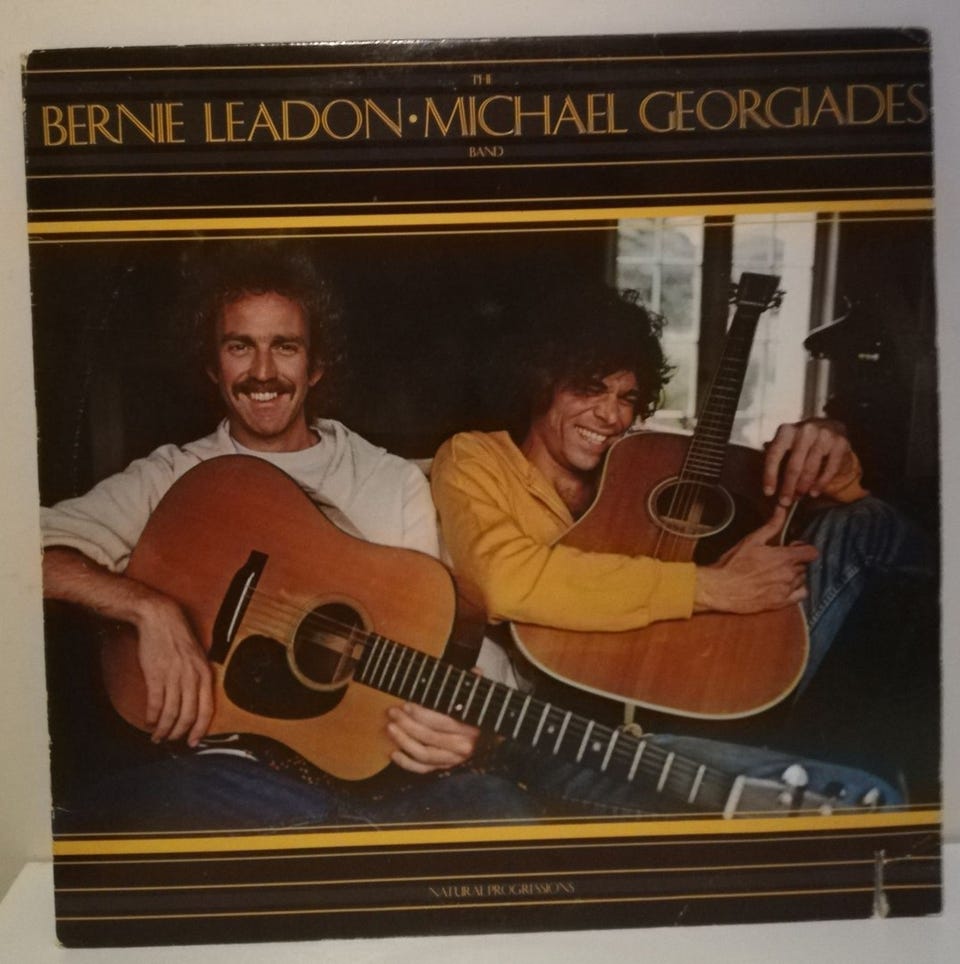 THE
BERNIE LEADON • MICHAEL GEORGIADES
BAND
NATURAL PROGRESSIONS